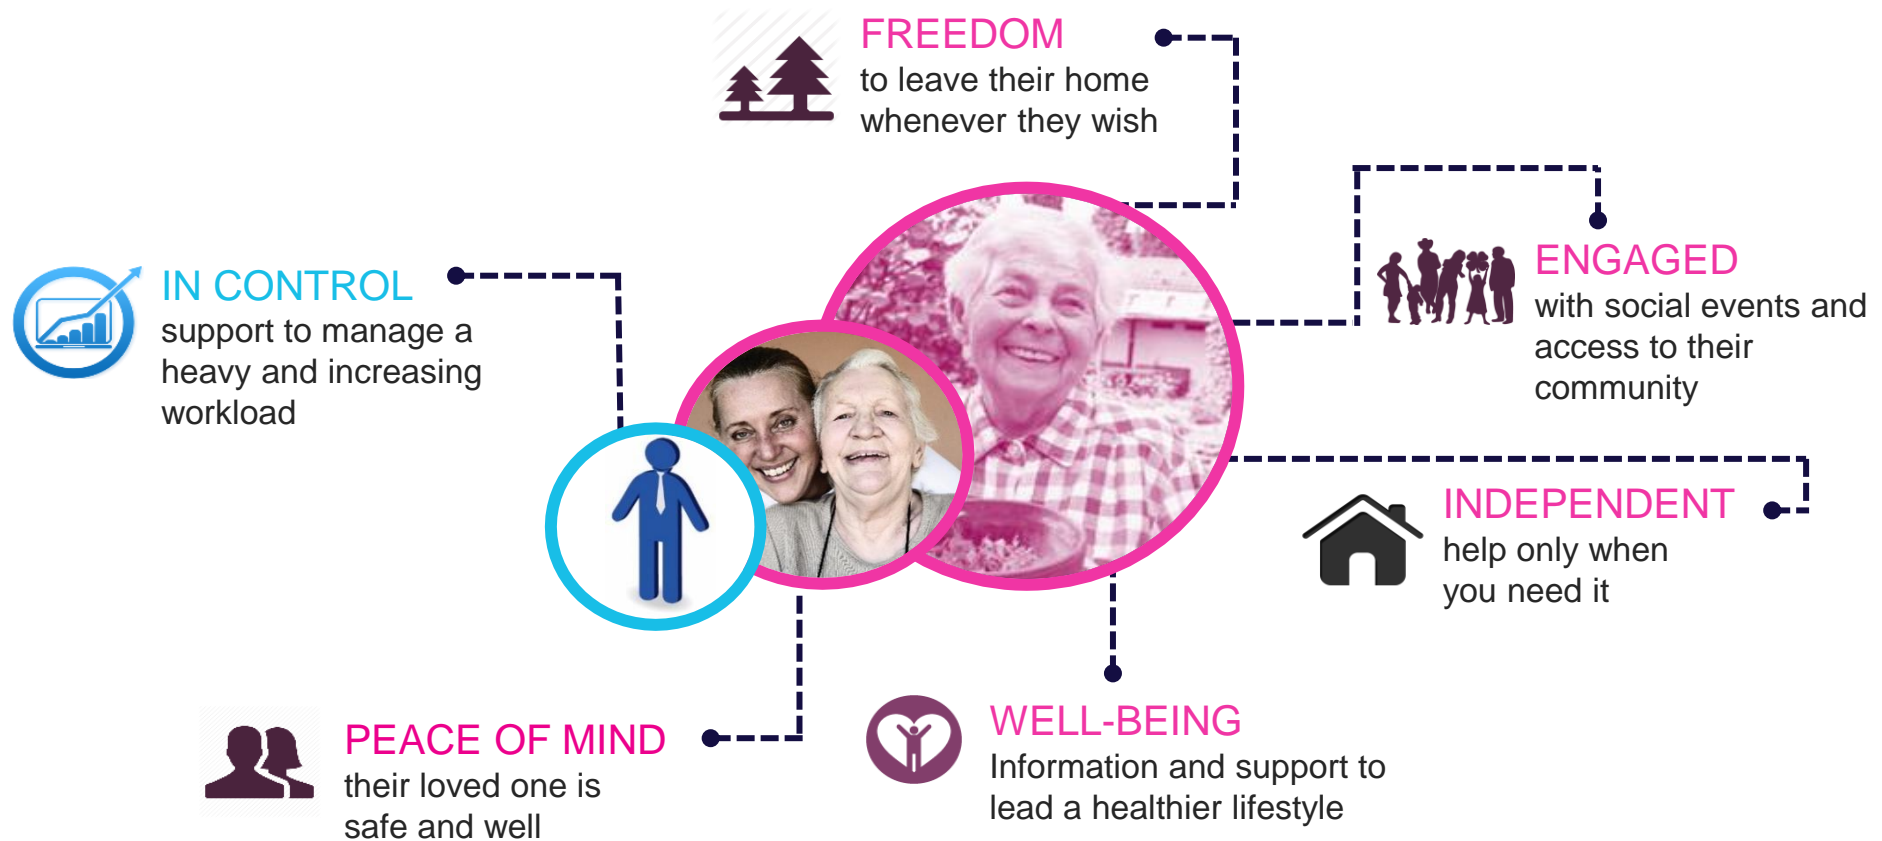 FREEDOM
to leave their home
whenever they wish
ENGAGED
with social events and
access to their
community
IN CONTROL
support to manage a
heavy and increasing
workload
INDEPENDENT
help only when
you need it
WELL-BEING
Information and support to
lead a healthier lifestyle
PEACE OF MIND
their loved one is
safe and well